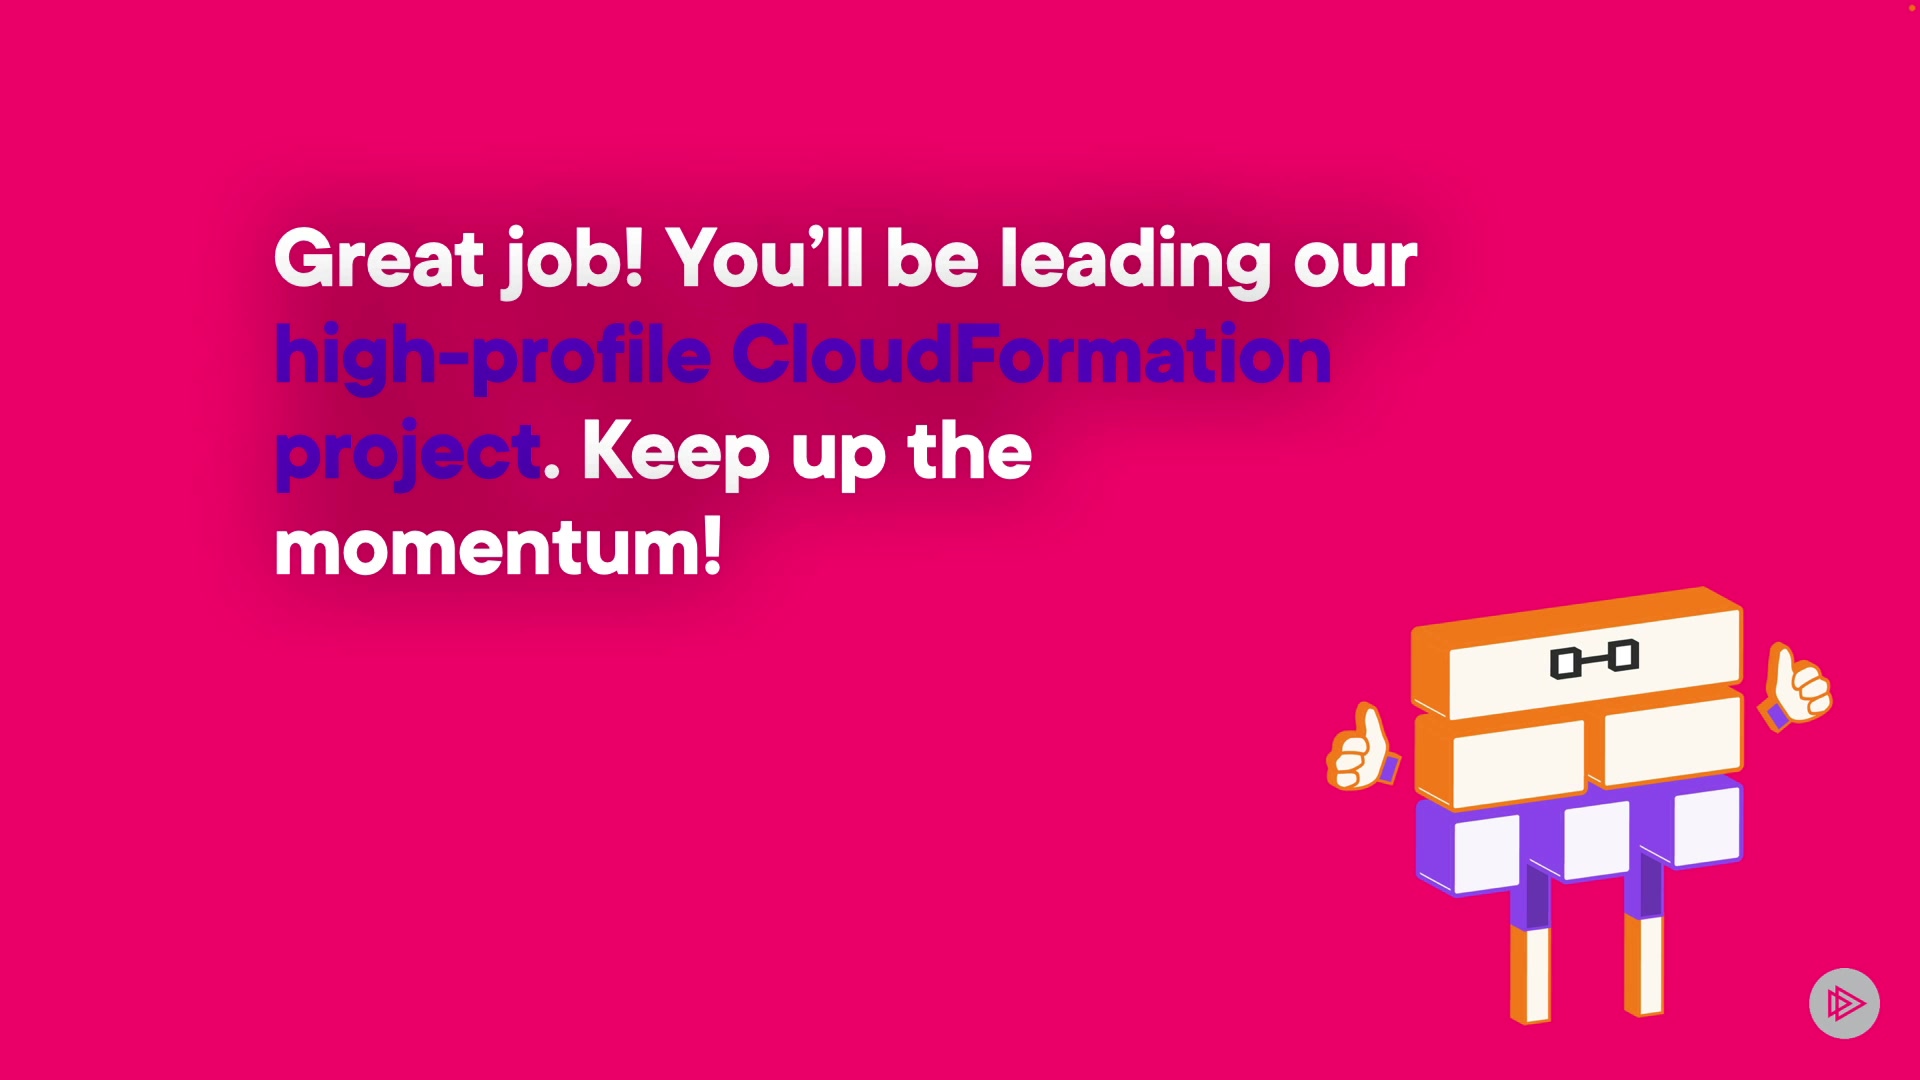 Great job! You’ll be leading our
high-profile CloudFormation
project. Keep up the
momentum!